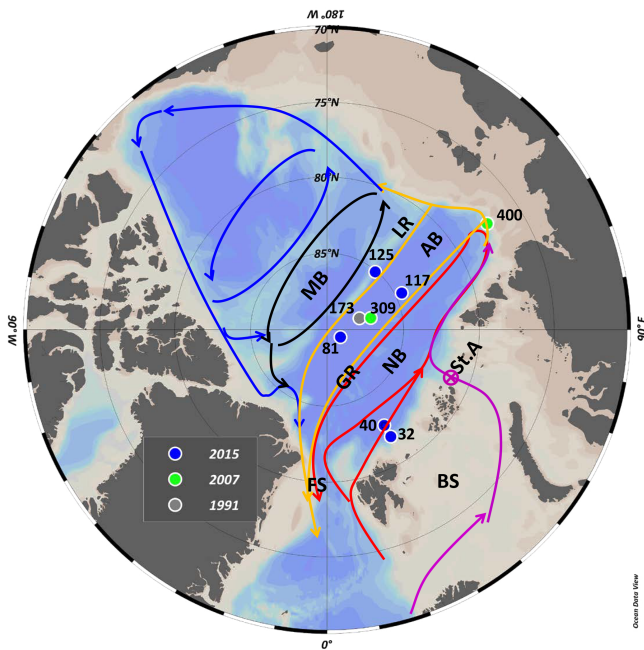 180°W
70°N
75°N
80°N
400
LR
AB
85°N
125
MB
117
173
309
90°W
90°E
81
St.A
GR
NB
40
32
2015
2007
1991
FS
BS
0°
Ocean Data View